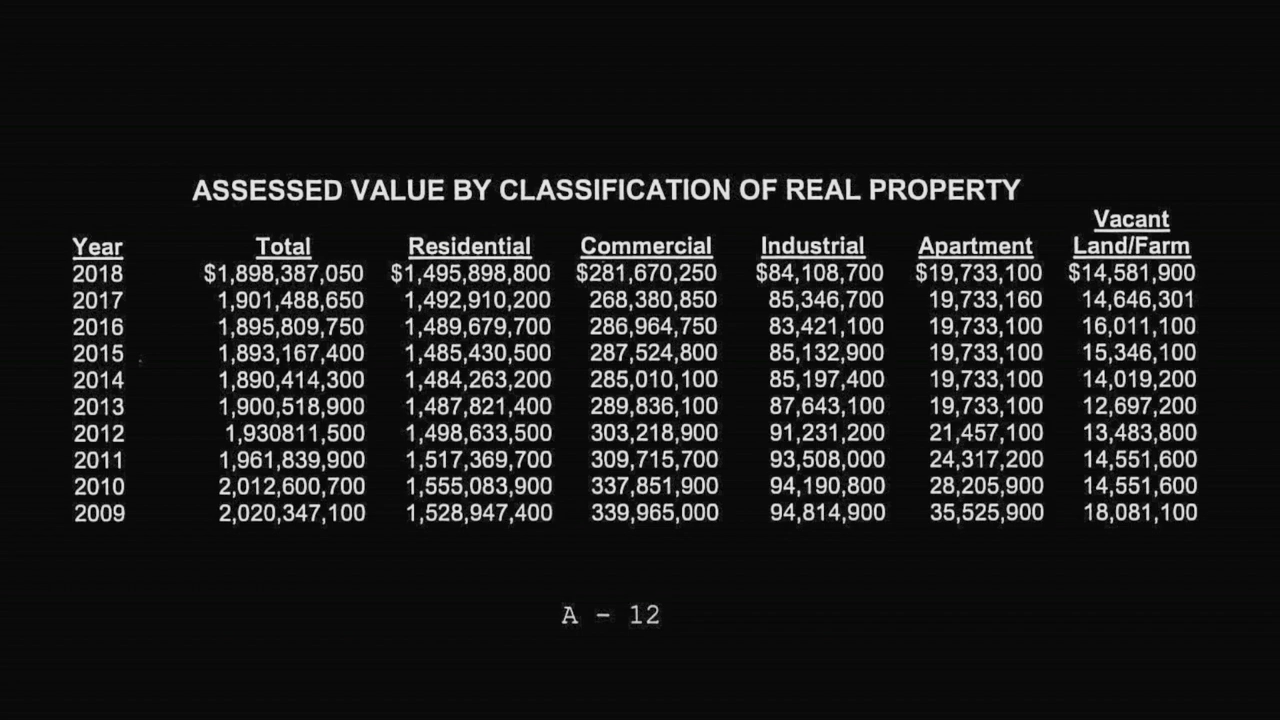 ASSESSED VALUE BY CLASSIFICATION OF REAL PROPERTY
Vacant
Year Total Residential Commercial Industrial Apartment Land/Farm
2018 $1,898,387,050 $1,495,898,800 $281,670,250 $84,108,700 $19,733,100 $14,581,900
2017 1,901,488,650 1,492,910,200 268,380,850 85,346,700 19,733,160 14,646,301
2016 1,895,809,750 1,489,679,700 286,964,750 83,421,100 19,733,100 16,011,100
2015 1,893,167,400 1,485,430,500 287,524,800 85,132,900 19,733,100 15,346,100
2014 1,890,414,300 1,484,263,200 285,010,100 85,197,400 19,733,100 14,019,200
2013 1,900,518,900 1,487,821,400 289,836,100 87,643,100 19,733,100 12,697,200
2012 1,930811,500 1,498,633,500 303,218,900 91,231,200 21,457,100 13,483,800
2011 1,961,839,900 1,517,369,700 309,715,700 93,508,000 24,317,200 14,551,600
2010 2,012,600,700 1,555,083,900 337,851,900 94,190,800 28,205,900 14,551,600
2009 2,020,347,100 1,528,947,400 339,965,000 94,814,900 35,525,900 18,081,100
A - 12